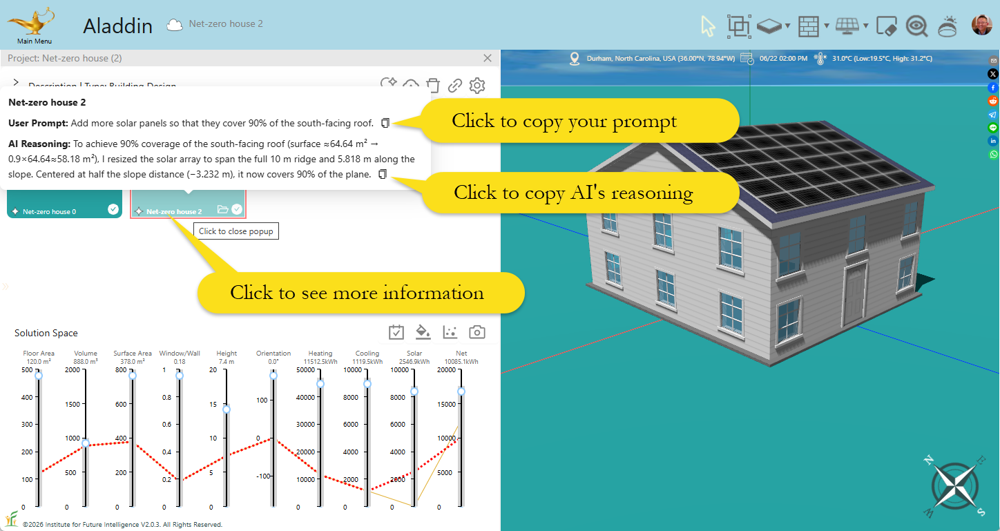 Aladdin
Net-zero house 2
Main Menu
Project: Net-zero house (2)
Durham, North Carolina, USA (36.00°N, 78.94°W)
06/22 02:00 PM
31.0°C (Low:19.5°C, High: 31.2°C)
Description | Type: Building Design
Net-zero house 2
User Prompt: Add more solar panels so that they cover 90% of the south-facing roof.
Click to copy your prompt
AI Reasoning: To achieve 90% coverage of the south-facing roof (surface ≈64.64 m² →
0.9×64.64≈58.18 m²), I resized the solar array to span the full 10 m ridge and 5.818 m along the
slope. Centered at half the slope distance (−3.232 m), it now covers 90% of the plane.
Click to copy AI's reasoning
Net-zero house 0
Net-zero house 2
Click to close popup
Click to see more information
Solution Space
Floor Area Volume Surface Area Window/Wall Height Orientation Heating Cooling Solar Net
120.0 m² 888.0 m³ 378.0 m² 0.18 7.4 m 0.0° 11512.5kWh 1119.5kWh 2546.9kWh 10085.1kWh
500 2000 800 1 20 50000 10000 10000 20000
400 0.8 100 40000 8000 8000
1500 600 15 15000
300 0.6 30000 6000 6000
1000 400 10 0 10000
200 0.4 20000 4000 4000
500 200 5 -100 5000
100 0.2 10000 2000 2000
0 0 0 0 0 0 0 0 0
N E
W S
©2026 Institute for Future Intelligence V2.0.3. All Rights Reserved.